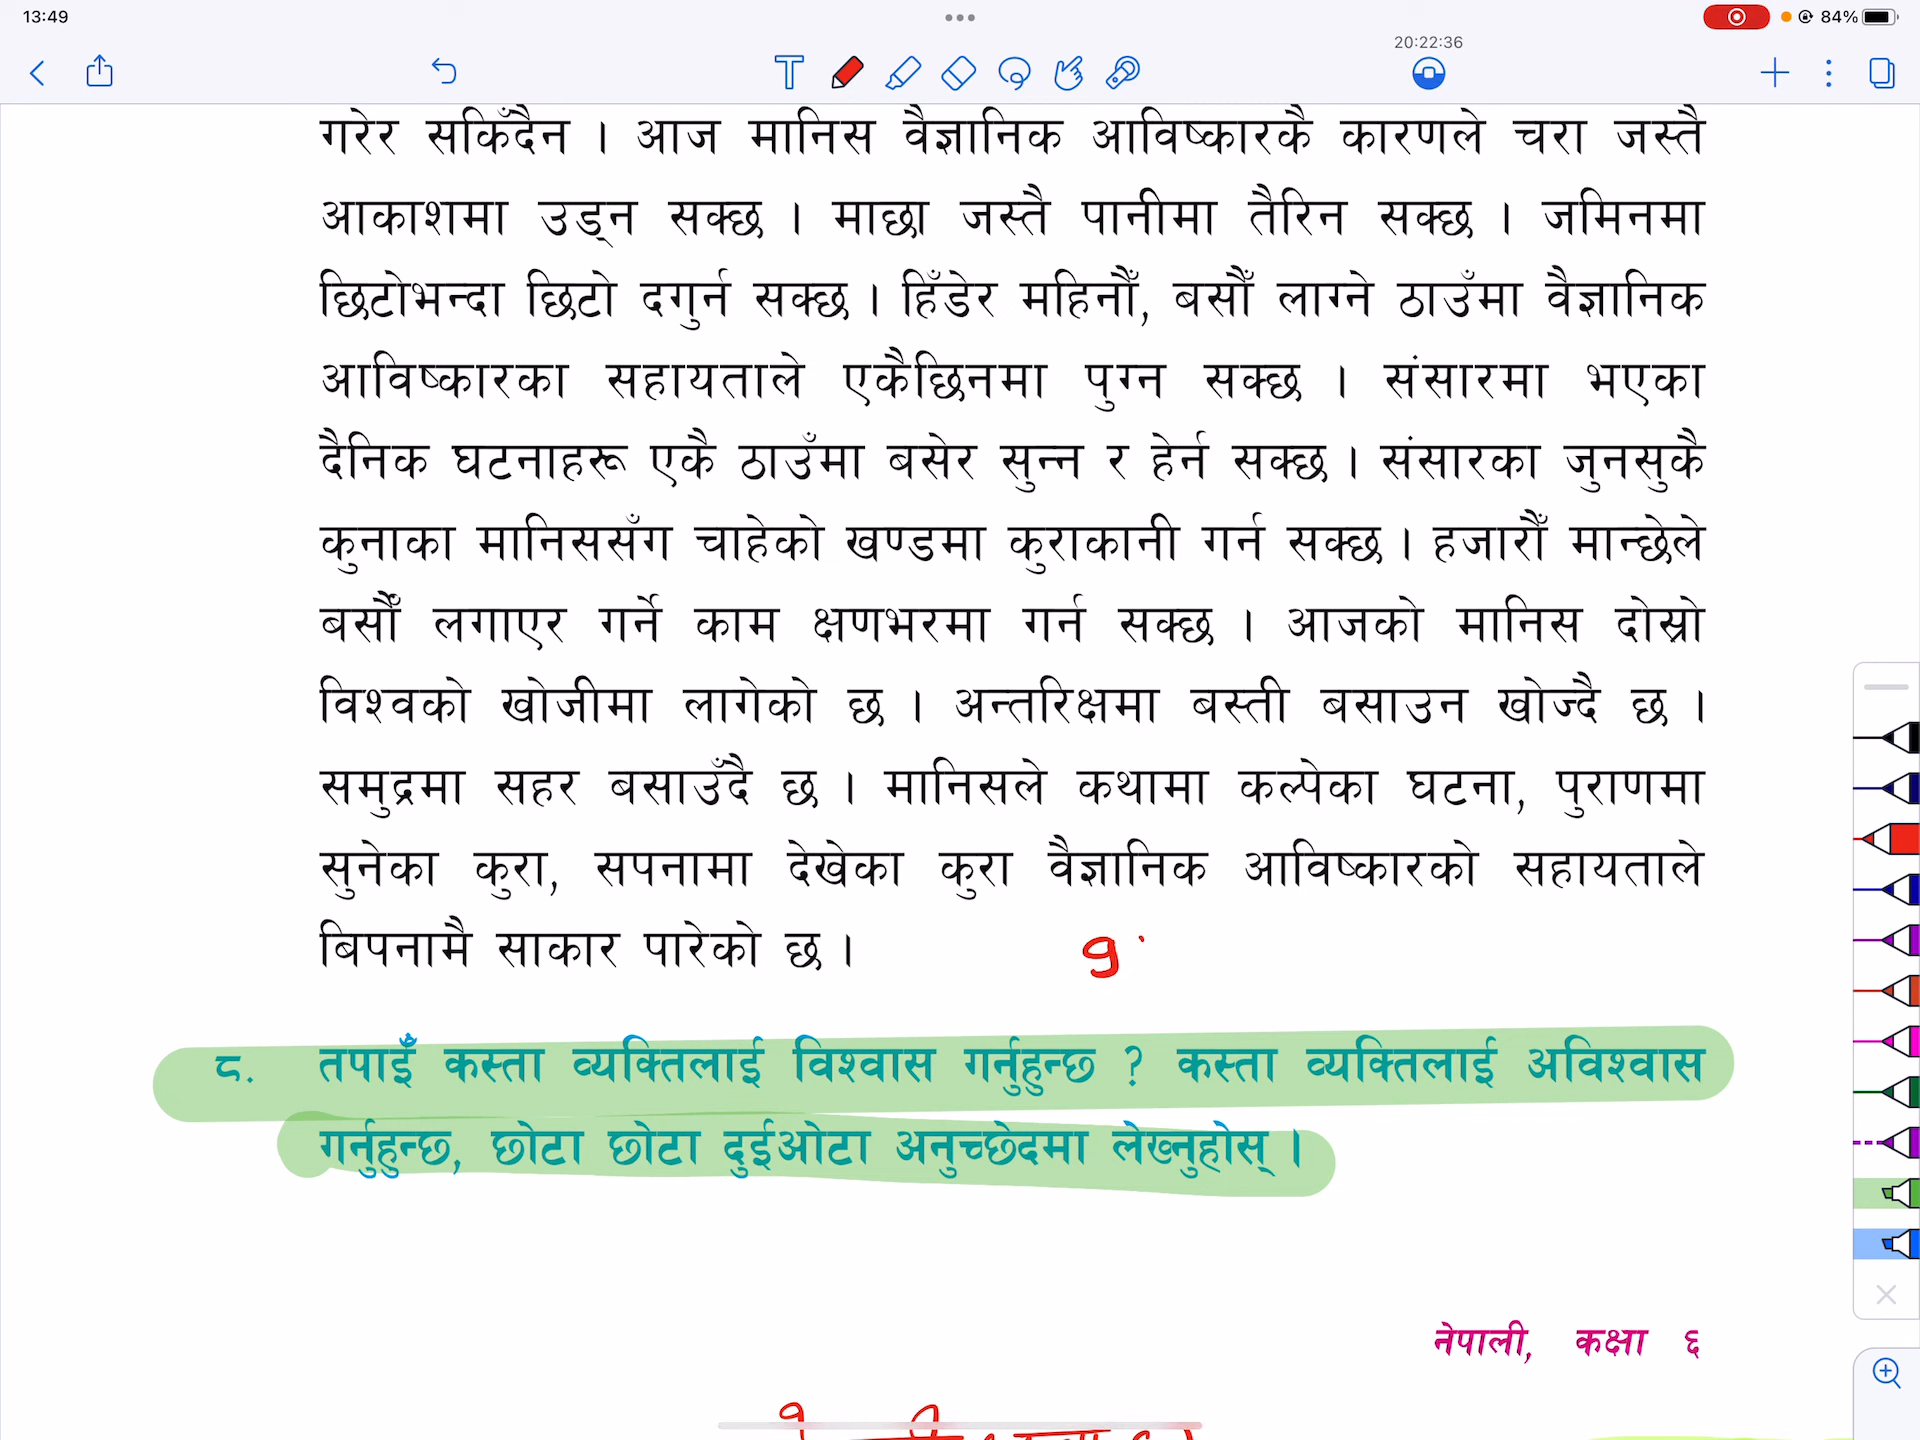 13:49
84%
20:22:36
गरेर सकिँदैन । आज मानिस वैज्ञानिक आविष्कारकै कारणले चरा जस्तै
आकाशमा उड्न सक्छ । माछा जस्तै पानीमा तैरिन सक्छ । जमिनमा
छिटोभन्दा छिटो दगुर्न सक्छ । हिँडेर महिनौँ, बर्सौं लाग्ने ठाउँमा वैज्ञानिक
आविष्कारका सहायताले एकैछिनमा पुग्न सक्छ । संसारमा भएका
दैनिक घटनाहरू एकै ठाउँमा बसेर सुन्न र हेर्न सक्छ । संसारका जुनसुकै
कुनाका मानिससँग चाहेको खण्डमा कुराकानी गर्न सक्छ । हजारौँ मान्छेले
बर्सौं लगाएर गर्ने काम क्षणभरमा गर्न सक्छ । आजको मानिस दोस्रो
विश्वको खोजीमा लागेको छ । अन्तरिक्षमा बस्ती बसाउन खोज्दै छ ।
समुद्रमा सहर बसाउँदै छ । मानिसले कथामा कल्पेका घटना, पुराणमा
सुनेका कुरा, सपनामा देखेका कुरा वैज्ञानिक आविष्कारको सहायताले
बिपनामै साकार पारेको छ ।
१
८. तपाईँ कस्ता व्यक्तिलाई विश्वास गर्नुहुन्छ ? कस्ता व्यक्तिलाई अविश्वास
गर्नुहुन्छ, छोटा छोटा दुईओटा अनुच्छेदमा लेख्नुहोस् ।
नेपाली, कक्षा ६